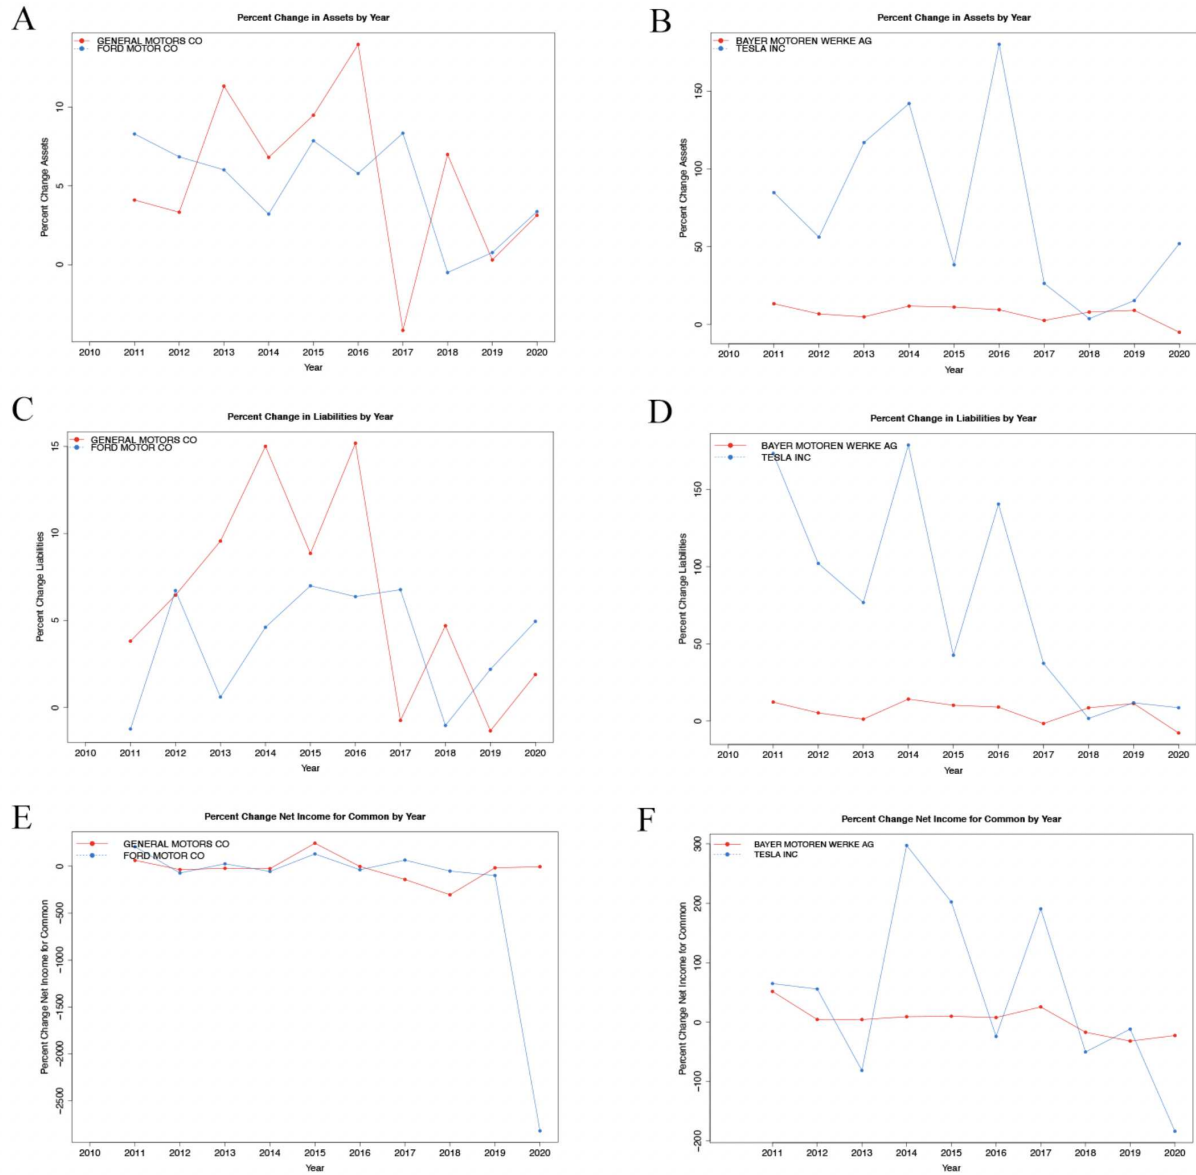 A
Percent Change in Assets by Year
GENERAL MOTORS CO
FORD MOTOR CO
Percent Change Assets
10
5
0
2010 2011 2012 2013 2014 2015 2016 2017 2018 2019 2020
Year
B
Percent Change in Assets by Year
BAYER MOTOREN WERKE AG
TESLA INC
Percent Change Assets
150
100
50
0
2010 2011 2012 2013 2014 2015 2016 2017 2018 2019 2020
Year
C
Percent Change in Liabilities by Year
GENERAL MOTORS CO
FORD MOTOR CO
Percent Change Liabilities
15
10
5
0
2010 2011 2012 2013 2014 2015 2016 2017 2018 2019 2020
Year
D
Percent Change in Liabilities by Year
BAYER MOTOREN WERKE AG
TESLA INC
Percent Change Liabilities
150
100
50
0
2010 2011 2012 2013 2014 2015 2016 2017 2018 2019 2020
Year
E
Percent Change Net Income for Common by Year
GENERAL MOTORS CO
FORD MOTOR CO
Percent Change Net Income for Common
0
−500
−1000
−1500
−2000
−2500
2010 2011 2012 2013 2014 2015 2016 2017 2018 2019 2020
Year
F
Percent Change Net Income for Common by Year
BAYER MOTOREN WERKE AG
TESLA INC
Percent Change Net Income for Common
300
200
100
0
−100
−200
2011 2012 2013 2014 2015 2016 2017 2018 2019 2020
Year